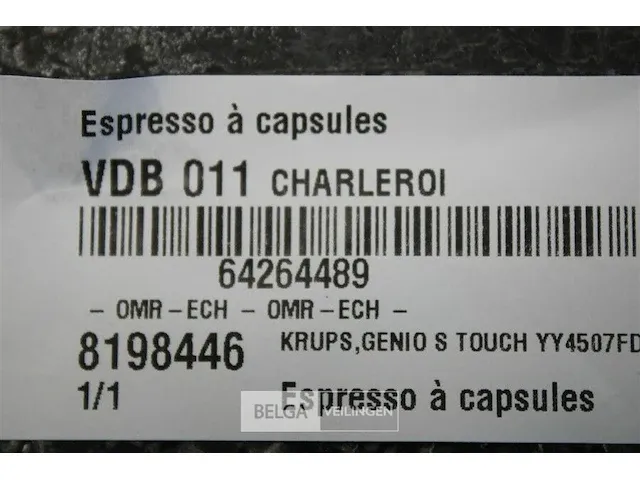 Espresso à capsules
VDB 011 CHARLEROI
64264489
- OMR-ECH - OMR-ECH -
8198446 KRUPS,GENIO S TOUCH YY4507FD
1/1 Espresso à capsules
BELGA VEILINGEN